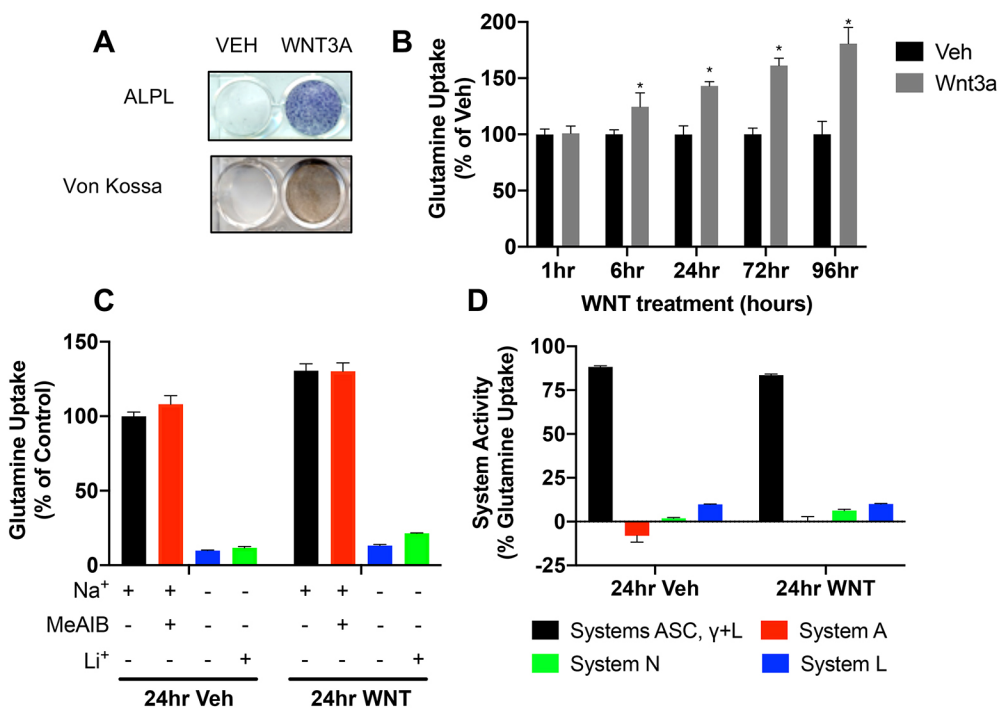 A
VEH WNT3A
ALPL
Von Kossa
B
Glutamine Uptake
(% of Veh)
200
150
100
50
0
* * * *
1hr 6hr 24hr 72hr 96hr
WNT treatment (hours)
Veh
Wnt3a
C
Glutamine Uptake
(% of Control)
150
100
50
0
Na+ + + - - + + - -
MeAIB - + - - - + - -
Li+ - - - + - - - +
24hr Veh 24hr WNT
D
System Activity
(% Glutamine Uptake)
100
75
50
25
0
-25
24hr Veh 24hr WNT
Systems ASC, γ+L System A
System N System L